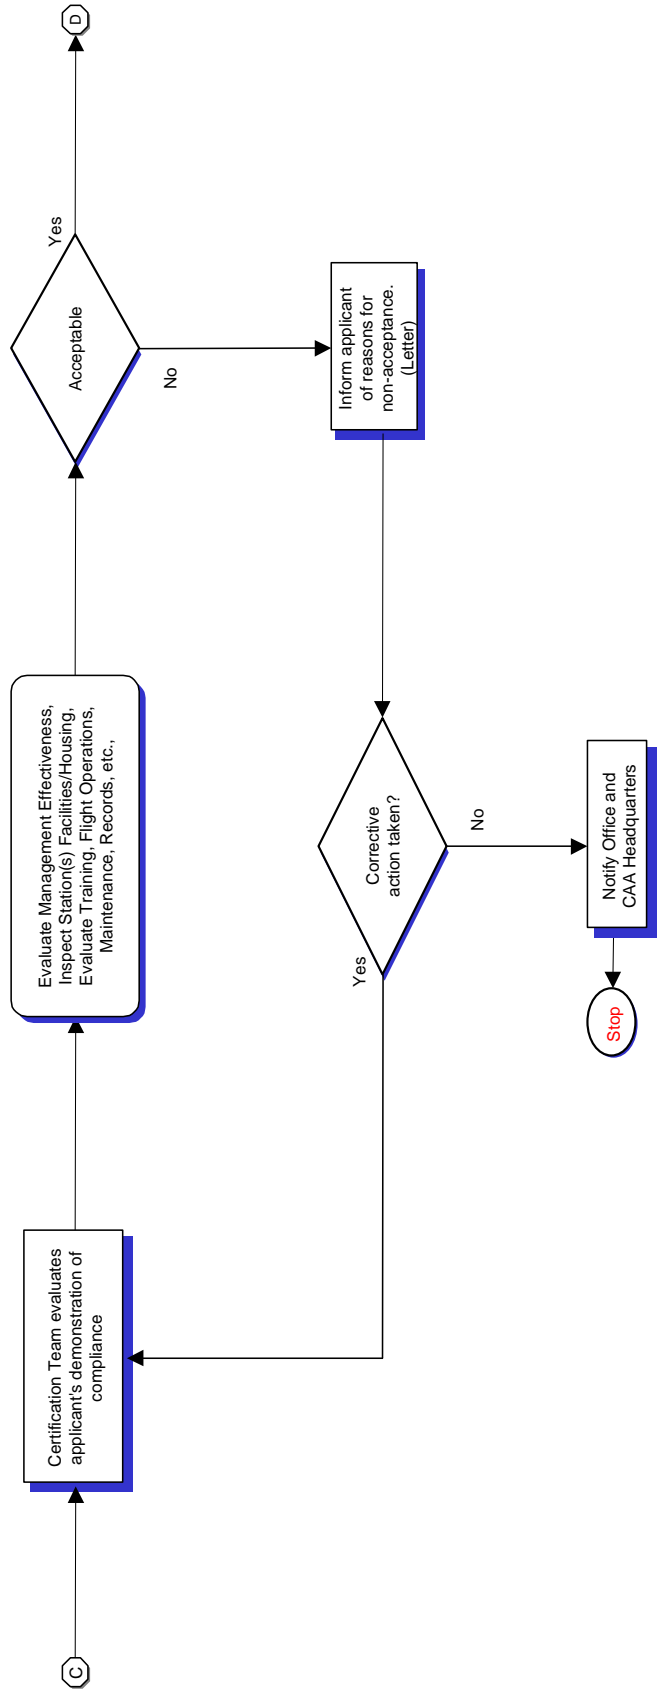 C
Certification Team evaluates
applicant's demonstration of
compliance
Evaluate Management Effectiveness,
Inspect Station(s) Facilities/Housing,
Evaluate Training, Flight Operations,
Maintenance, Records, etc.,
Acceptable
Yes
D
No
Inform applicant
of reasons for
non-acceptance.
(Letter)
Corrective
action taken?
Yes
No
Notify Office and
CAA Headquarters
Stop